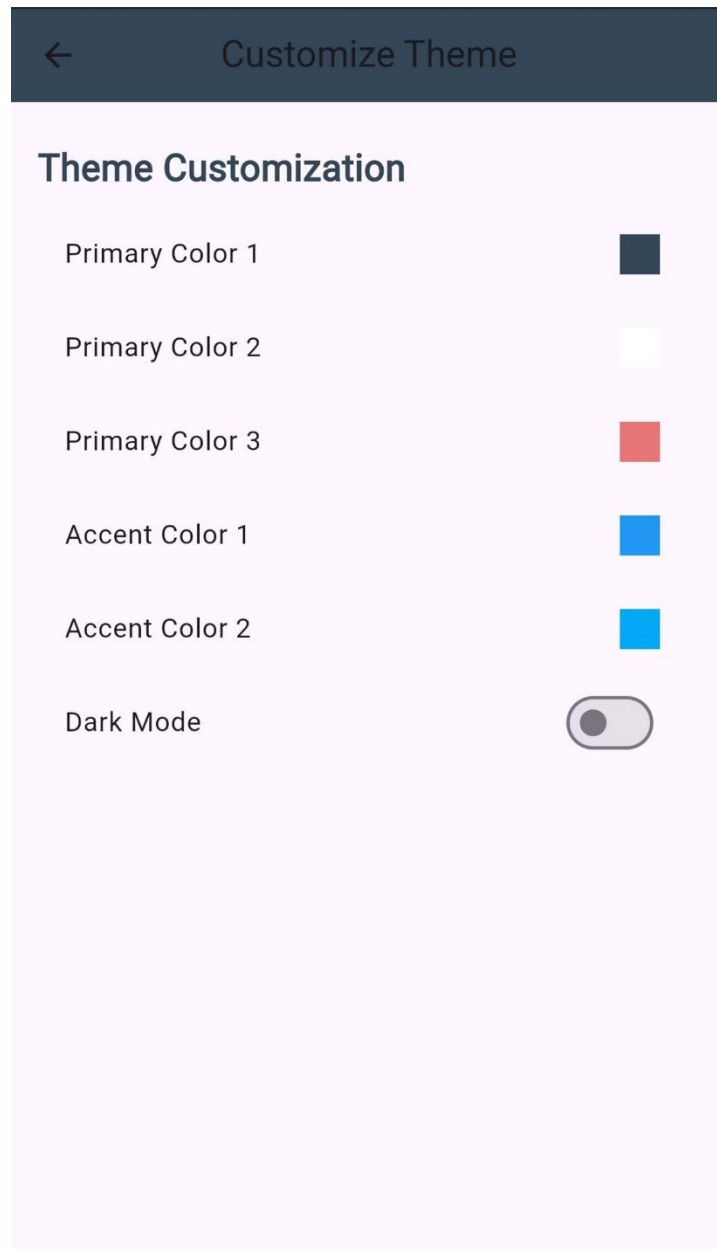 Customize Theme
Theme Customization
Primary Color 1
Primary Color 2
Primary Color 3
Accent Color 1
Accent Color 2
Dark Mode